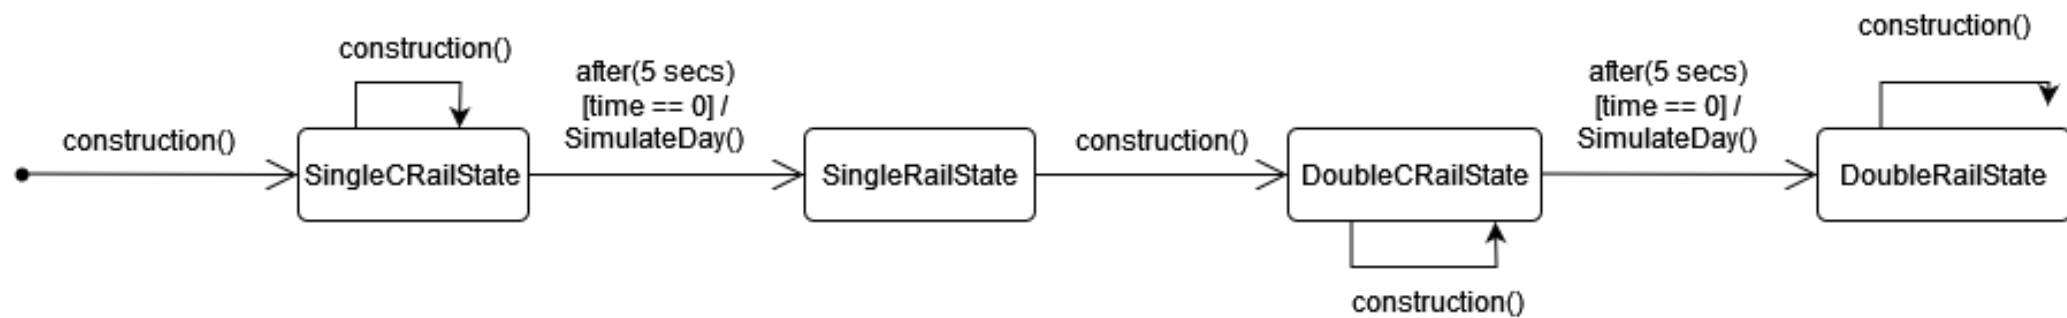 construction()
construction()
after(5 secs)
[time == 0] /
SimulateDay()
construction()
after(5 secs)
[time == 0] /
SimulateDay()
construction()
SingleCRailState
SingleRailState
DoubleCRailState
DoubleRailState
construction()